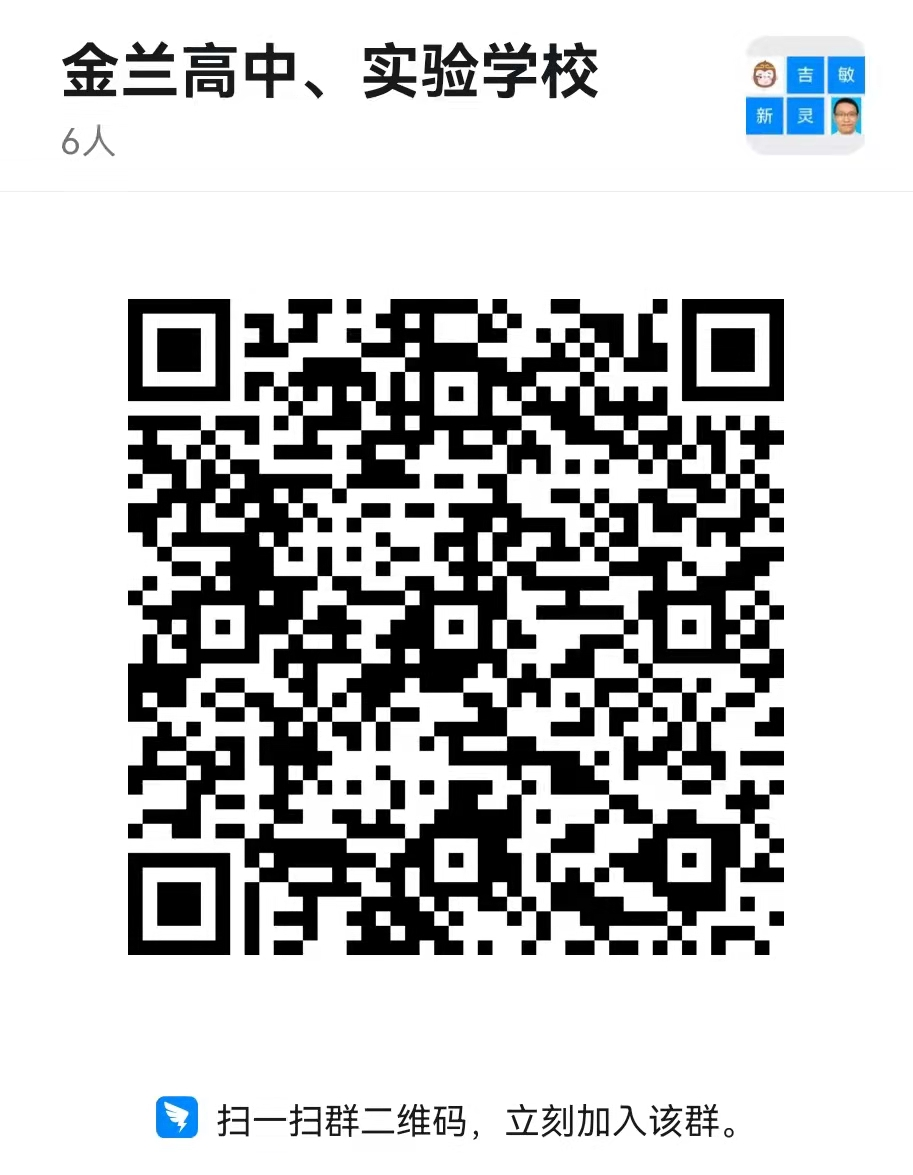 金兰高中、实验学校
6人
吉 敏
新 灵
扫一扫群二维码，立刻加入该群。